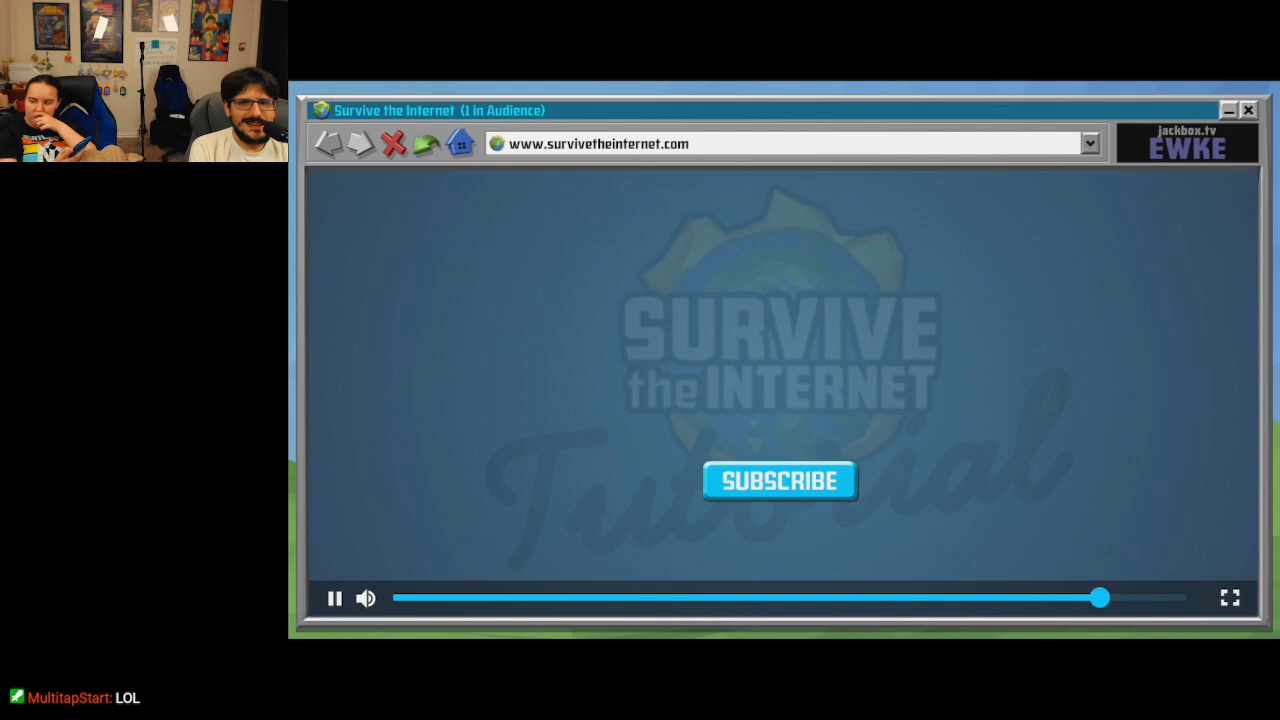 Survive the Internet (1 in Audience)
www.survivetheinternet.com
jackbox.tv
EWKE
SURVIVE
the INTERNET
Tutorial
SUBSCRIBE
MultitapStart: LOL